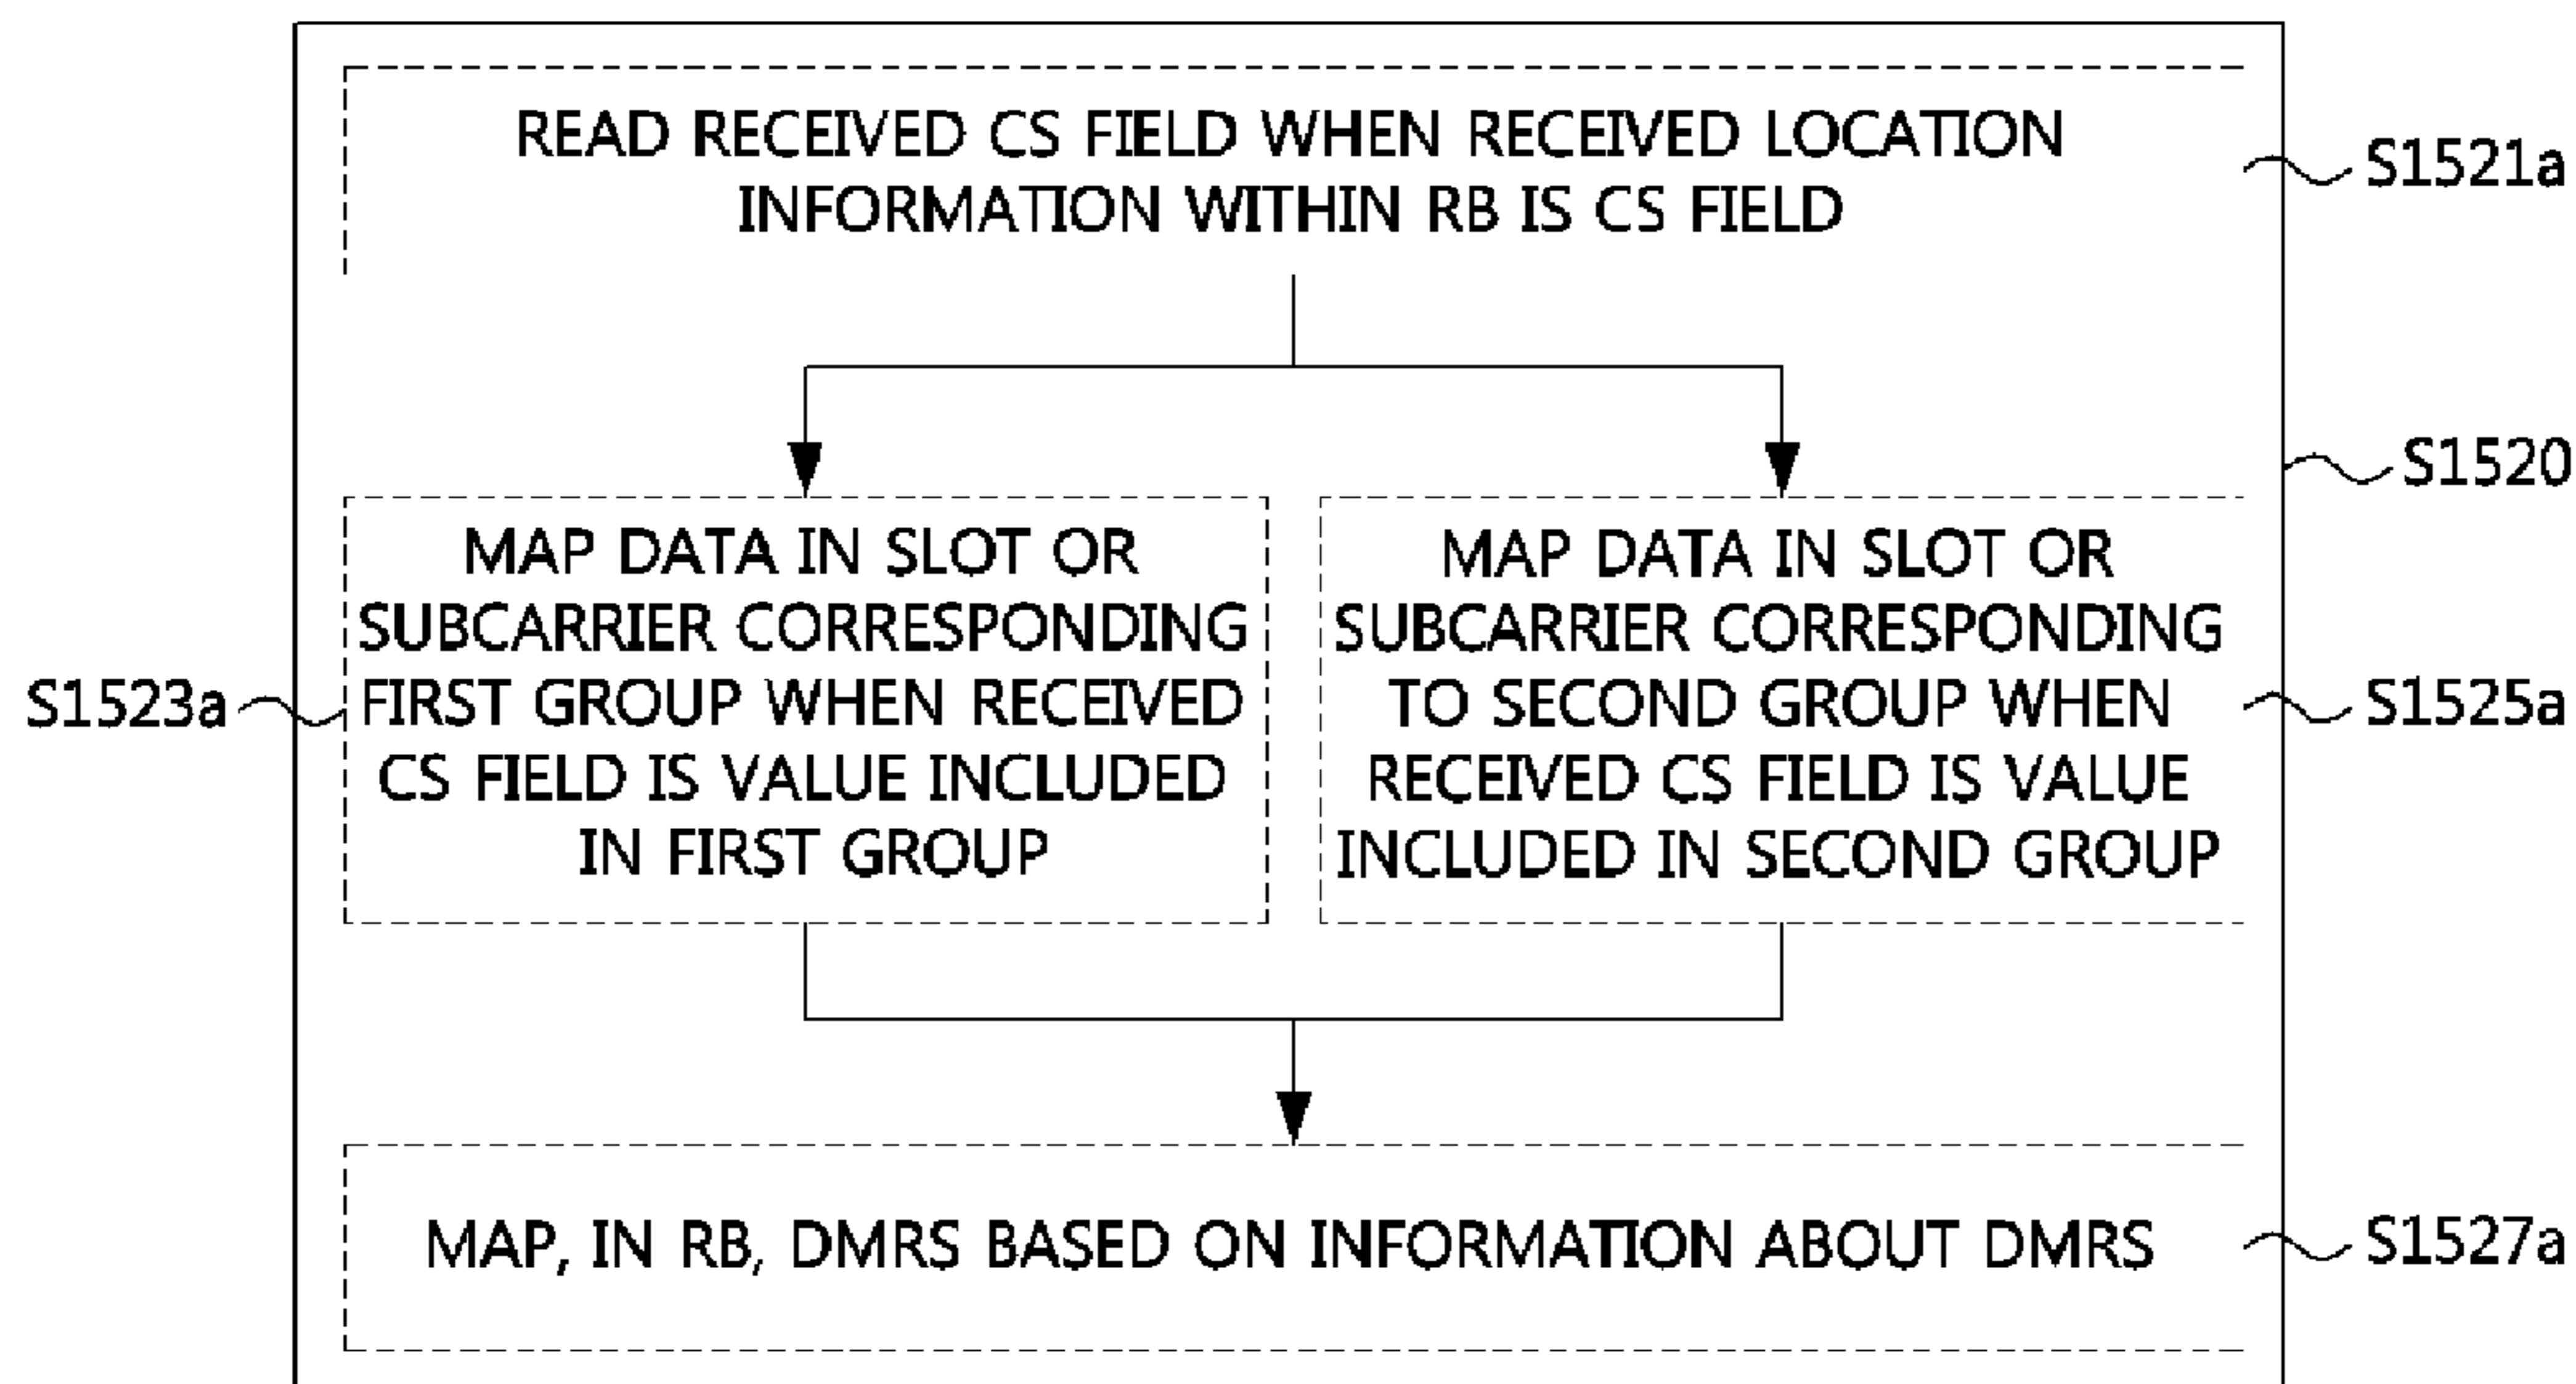 READ RECEIVED CS FIELD WHEN RECEIVED LOCATION
INFORMATION WITHIN RB IS CS FIELD
S1521a
S1520
MAP DATA IN SLOT OR
SUBCARRIER CORRESPONDING
FIRST GROUP WHEN RECEIVED
CS FIELD IS VALUE INCLUDED
IN FIRST GROUP
S1523a
MAP DATA IN SLOT OR
SUBCARRIER CORRESPONDING
TO SECOND GROUP WHEN
RECEIVED CS FIELD IS VALUE
INCLUDED IN SECOND GROUP
S1525a
MAP, IN RB, DMRS BASED ON INFORMATION ABOUT DMRS
S1527a